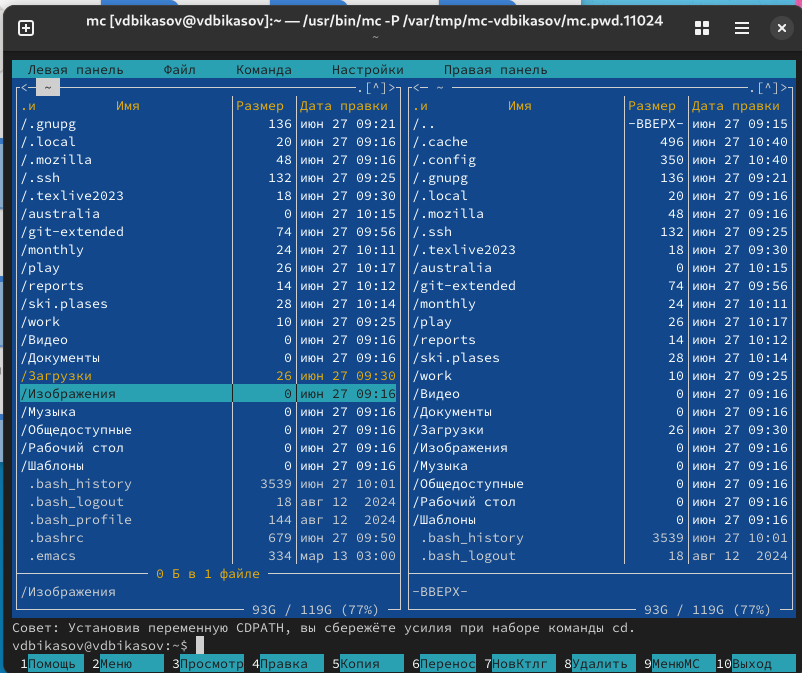 mc [vdbikasov@vdbikasov]:~ — /usr/bin/mc -P /var/tmp/mc-vdbikasov/mc.pwd.11024
~
Левая панель Файл Команда Настройки Правая панель
<- ~ .[^]>
.и Имя Размер Дата правки
/.gnupg 136 июн 27 09:21
/.local 20 июн 27 09:16
/.mozilla 48 июн 27 09:16
/.ssh 132 июн 27 09:25
/.texlive2023 18 июн 27 09:30
/australia 0 июн 27 10:15
/git-extended 74 июн 27 09:56
/monthly 24 июн 27 10:11
/play 26 июн 27 10:17
/reports 14 июн 27 10:12
/ski.plases 28 июн 27 10:14
/work 10 июн 27 09:25
/Видео 0 июн 27 09:16
/Документы 0 июн 27 09:16
/Загрузки 26 июн 27 09:30
/Изображения 0 июн 27 09:16
/Музыка 0 июн 27 09:16
/Общедоступные 0 июн 27 09:16
/Рабочий стол 0 июн 27 09:16
/Шаблоны 0 июн 27 09:16
.bash_history 3539 июн 27 10:01
.bash_logout 18 авг 12 2024
.bash_profile 144 авг 12 2024
.bashrc 679 июн 27 09:50
.emacs 334 мар 13 03:00
0 Б в 1 файле
/Изображения
93G / 119G (77%)
<- ~ .[^]>
.и Имя Размер Дата правки
/.. -ВВЕРХ- июн 27 09:15
/.cache 496 июн 27 10:40
/.config 350 июн 27 10:40
/.gnupg 136 июн 27 09:21
/.local 20 июн 27 09:16
/.mozilla 48 июн 27 09:16
/.ssh 132 июн 27 09:25
/.texlive2023 18 июн 27 09:30
/australia 0 июн 27 10:15
/git-extended 74 июн 27 09:56
/monthly 24 июн 27 10:11
/play 26 июн 27 10:17
/reports 14 июн 27 10:12
/ski.plases 28 июн 27 10:14
/work 10 июн 27 09:25
/Видео 0 июн 27 09:16
/Документы 0 июн 27 09:16
/Загрузки 26 июн 27 09:30
/Изображения 0 июн 27 09:16
/Музыка 0 июн 27 09:16
/Общедоступные 0 июн 27 09:16
/Рабочий стол 0 июн 27 09:16
/Шаблоны 0 июн 27 09:16
.bash_history 3539 июн 27 10:01
.bash_logout 18 авг 12 2024
-ВВЕРХ-
93G / 119G (77%)
Совет: Установив переменную CDPATH, вы сбережёте усилия при наборе команды cd.
vdbikasov@vdbikasov:~$
1Помощь 2Меню 3Просмотр 4Правка 5Копия 6Перенос 7НовКтлг 8Удалить 9МенюMC 10Выход